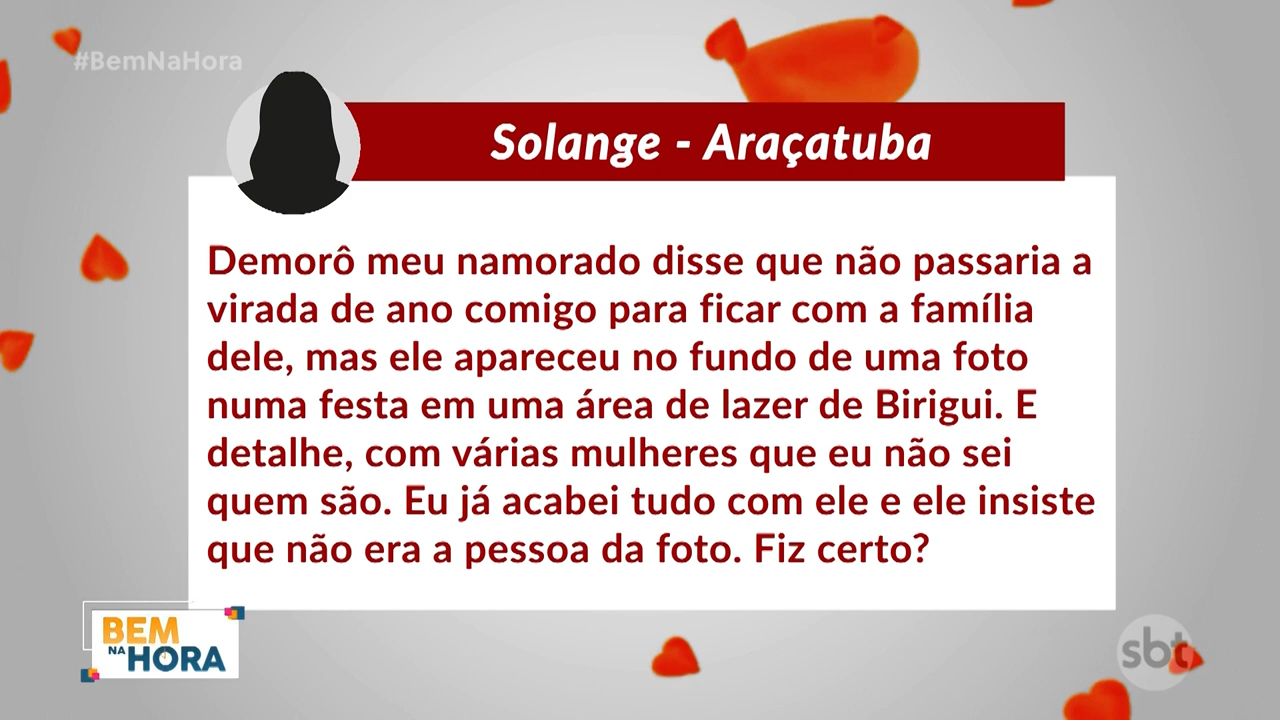 #BemNaHora
Solange - Araçatuba
Demorô meu namorado disse que não passaria a
virada de ano comigo para ficar com a família
dele, mas ele apareceu no fundo de uma foto
numa festa em uma área de lazer de Birigui. E
detalhe, com várias mulheres que eu não sei
quem são. Eu já acabei tudo com ele e ele insiste
que não era a pessoa da foto. Fiz certo?
BEM
NA HORA
sbt